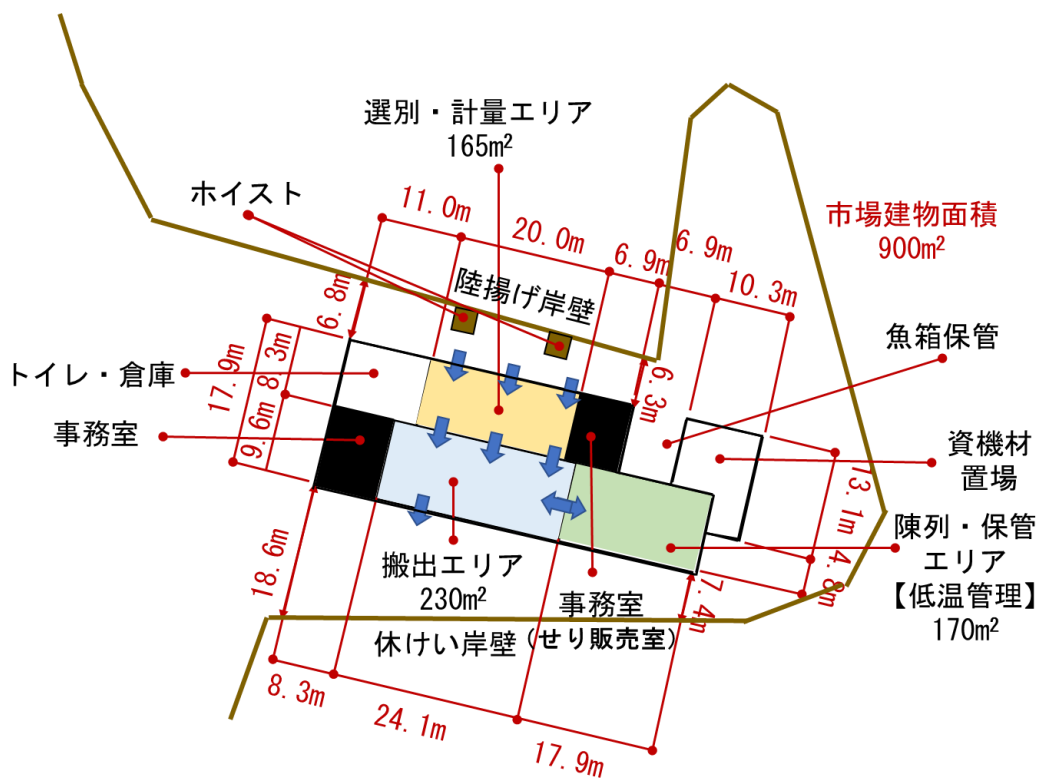 選別・計量エリア
165m²
ホイスト
11.0m
20.0m
6.9m
6.9m
10.3m
市場建物面積
900m²
陸揚げ岸壁
6.8m
6.3m
魚箱保管
トイレ・倉庫
事務室
17.9m
8.3m
9.6m
資機材
置場
13.1m
4.8m
陳列・保管
エリア
【低温管理】
170m²
18.6m
搬出エリア
230m²
事務室
(せり販売室)
7.4m
休けい岸壁
8.3m
24.1m
17.9m